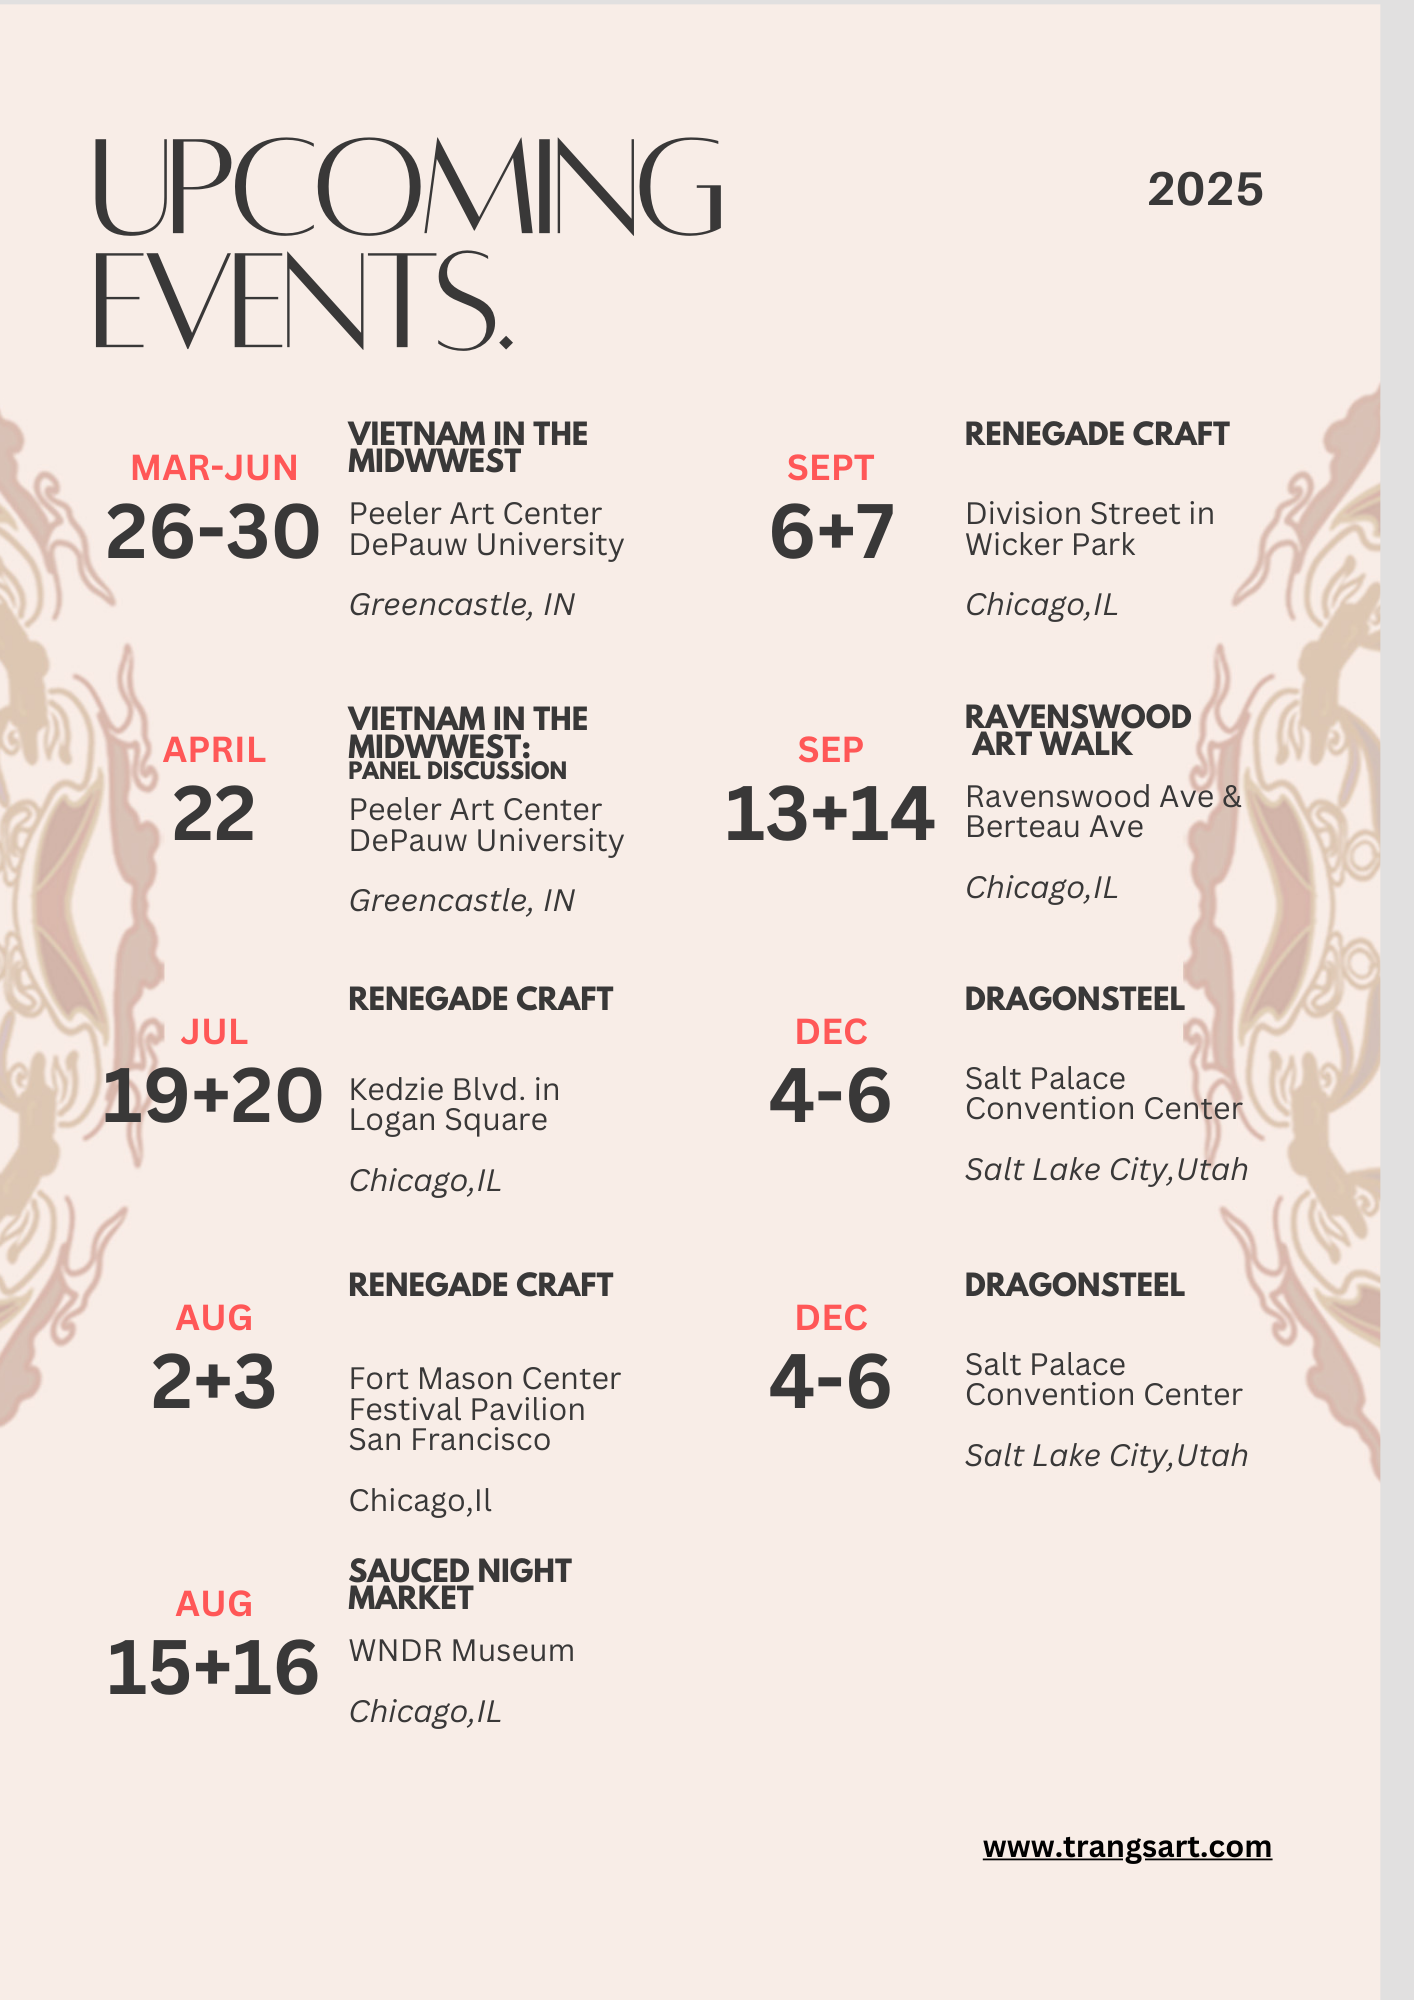 UPCOMING
EVENTS.
2025
MAR-JUN
26-30
VIETNAM IN THE
MIDWWEST
Peeler Art Center
DePauw University
Greencastle, IN
APRIL
22
VIETNAM IN THE
MIDWWEST:
PANEL DISCUSSION
Peeler Art Center
DePauw University
Greencastle, IN
JUL
19+20
RENEGADE CRAFT
Kedzie Blvd. in
Logan Square
Chicago,IL
AUG
2+3
RENEGADE CRAFT
Fort Mason Center
Festival Pavilion
San Francisco
Chicago,Il
AUG
15+16
SAUCED NIGHT
MARKET
WNDR Museum
Chicago,IL
SEPT
6+7
RENEGADE CRAFT
Division Street in
Wicker Park
Chicago,IL
SEP
13+14
RAVENSWOOD
ART WALK
Ravenswood Ave &
Berteau Ave
Chicago,IL
DEC
4-6
DRAGONSTEEL
Salt Palace
Convention Center
Salt Lake City,Utah
DEC
4-6
DRAGONSTEEL
Salt Palace
Convention Center
Salt Lake City,Utah
www.trangsart.com